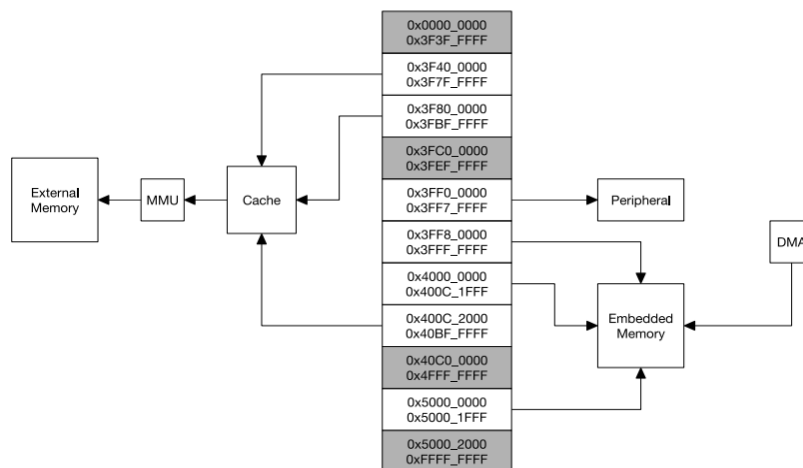 0x0000_0000
0x3F3F_FFFF
0x3F40_0000
0x3F7F_FFFF
0x3F80_0000
0x3FBF_FFFF
0x3FC0_0000
0x3FEF_FFFF
0x3FF0_0000
0x3FF7_FFFF
0x3FF8_0000
0x3FFF_FFFF
0x4000_0000
0x400C_1FFF
0x400C_2000
0x40BF_FFFF
0x40C0_0000
0x4FFF_FFFF
0x5000_0000
0x5000_1FFF
0x5000_2000
0xFFFF_FFFF
External
Memory
MMU
Cache
Peripheral
DMA
Embedded
Memory